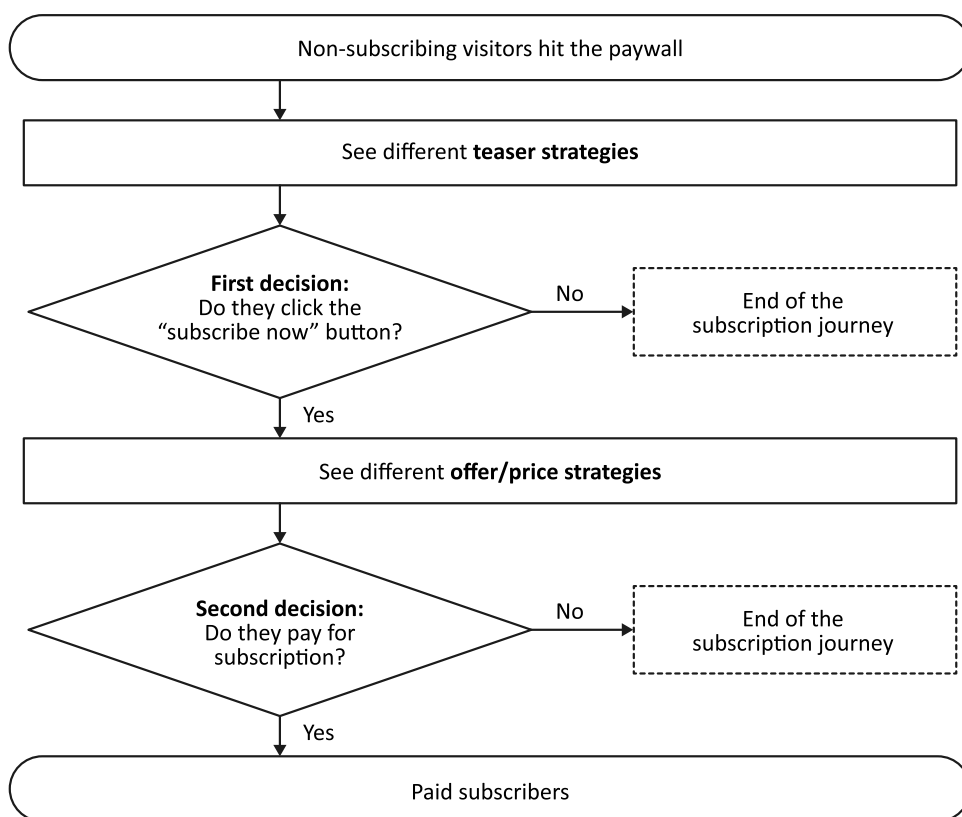 Non-subscribing visitors hit the paywall
See different teaser strategies
First decision:
Do they click the
“subscribe now” button?
No
End of the
subscription journey
Yes
See different offer/price strategies
Second decision:
Do they pay for
subscription?
No
End of the
subscription journey
Yes
Paid subscribers